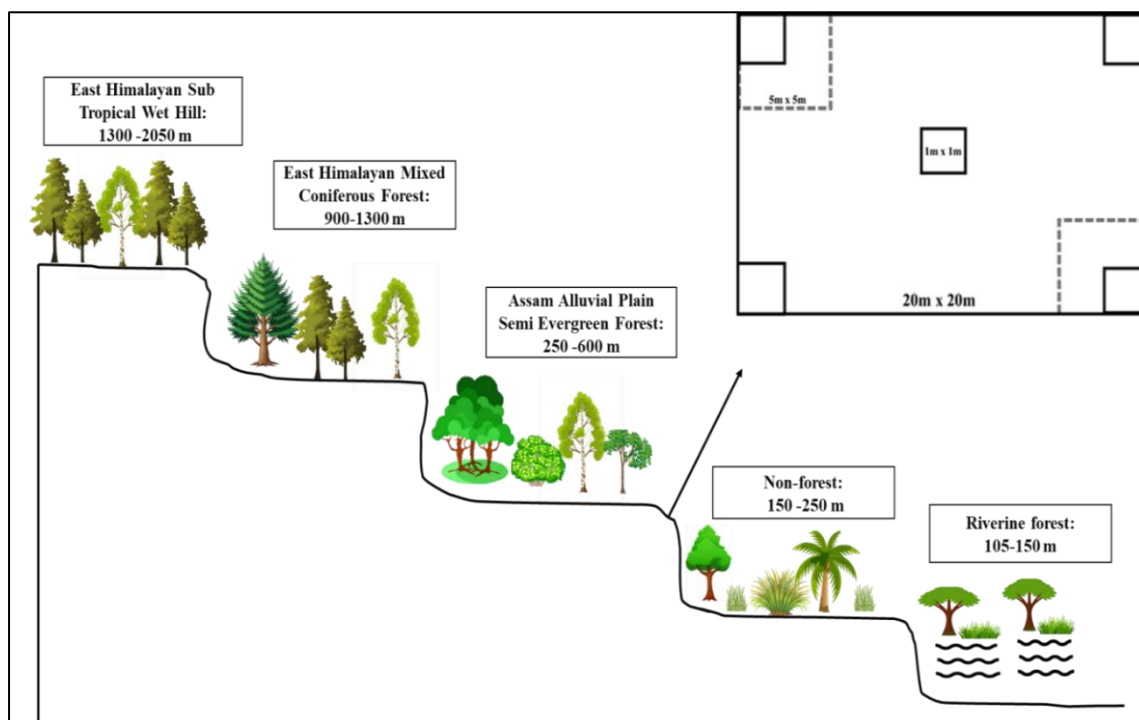 East Himalayan Sub
Tropical Wet Hill:
1300 -2050 m
East Himalayan Mixed
Coniferous Forest:
900-1300 m
Assam Alluvial Plain
Semi Evergreen Forest:
250 -600 m
Non-forest:
150 -250 m
Riverine forest:
105-150 m
5m x 5m
1m x 1m
20m x 20m